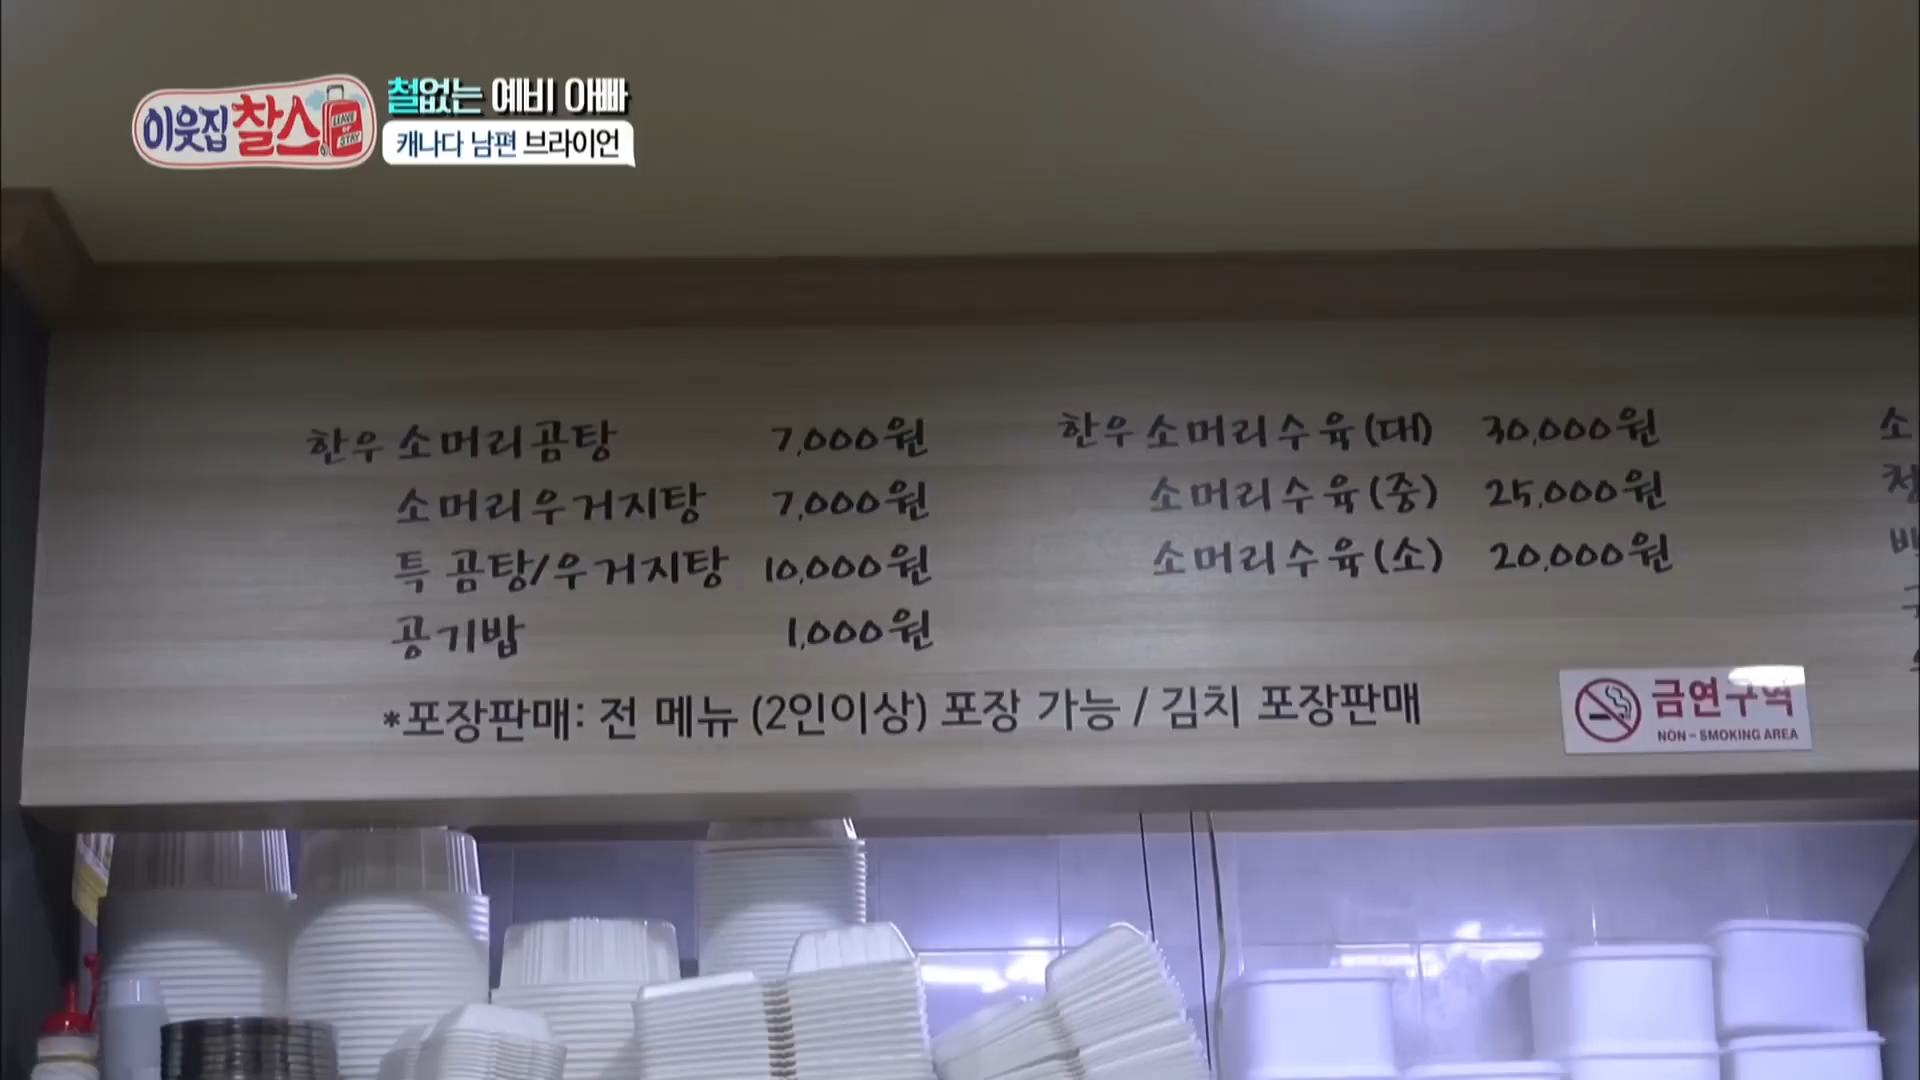 이웃집 찰스
LEAVE or STAY
철없는 예비 아빠
캐나다 남편 브라이언
한우 소머리곰탕 7,000원
소머리우거지탕 7,000원
특 곰탕/우거지탕 10,000원
공기밥 1,000원
한우 소머리수육(대) 30,000원
소머리수육(중) 25,000원
소머리수육(소) 20,000원
*포장판매: 전 메뉴 (2인이상) 포장 가능 / 김치 포장판매
금연구역
NON-SMOKING AREA